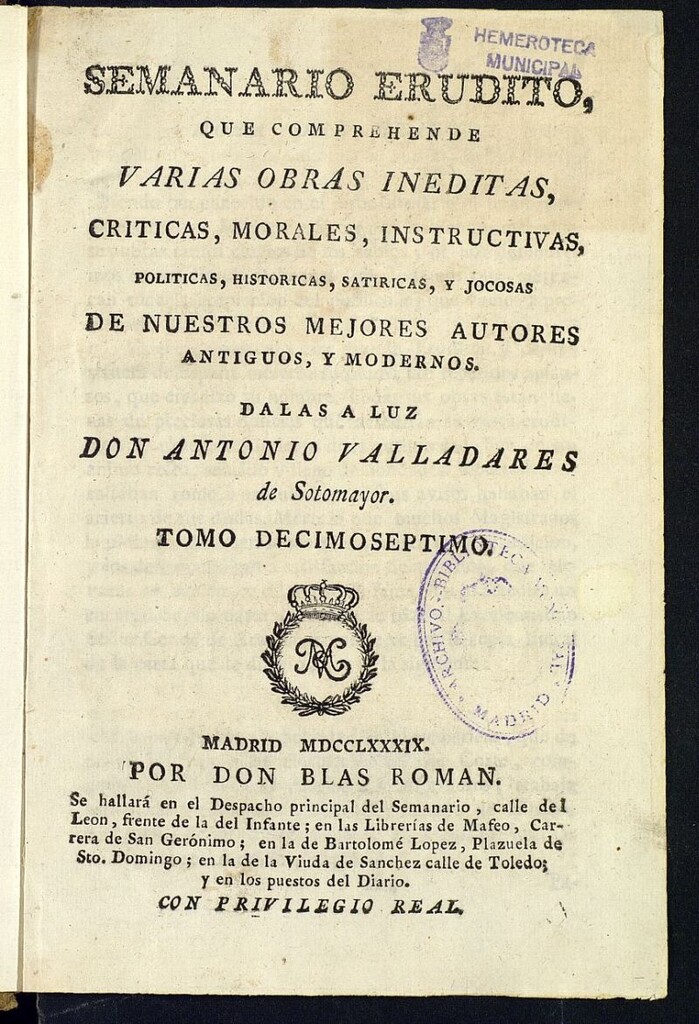 HEMEROTECA
MUNICIPAL
SEMANARIO ERUDITO,
QUE COMPREHENDE
VARIAS OBRAS INEDITAS,
CRITICAS, MORALES, INSTRUCTIVAS,
POLITICAS, HISTORICAS, SATIRICAS, Y JOCOSAS
DE NUESTROS MEJORES AUTORES
ANTIGUOS, Y MODERNOS.
DALAS A LUZ
DON ANTONIO VALLADARES
de Sotomayor.
TOMO DECIMOSEPTIMO.
ARCHIVO. BIBLIOTECA
MADRID
MADRID MDCCLXXXIX.
POR DON BLAS ROMAN.
Se hallará en el Despacho principal del Semanario, calle del
Leon, frente de la del Infante; en las Librerías de Mafeo, Car-
rera de San Gerónimo; en la de Bartolomé Lopez, Plazuela de
Sto. Domingo; en la de la Viuda de Sanchez calle de Toledo;
y en los puestos del Diario.
CON PRIVILEGIO REAL.